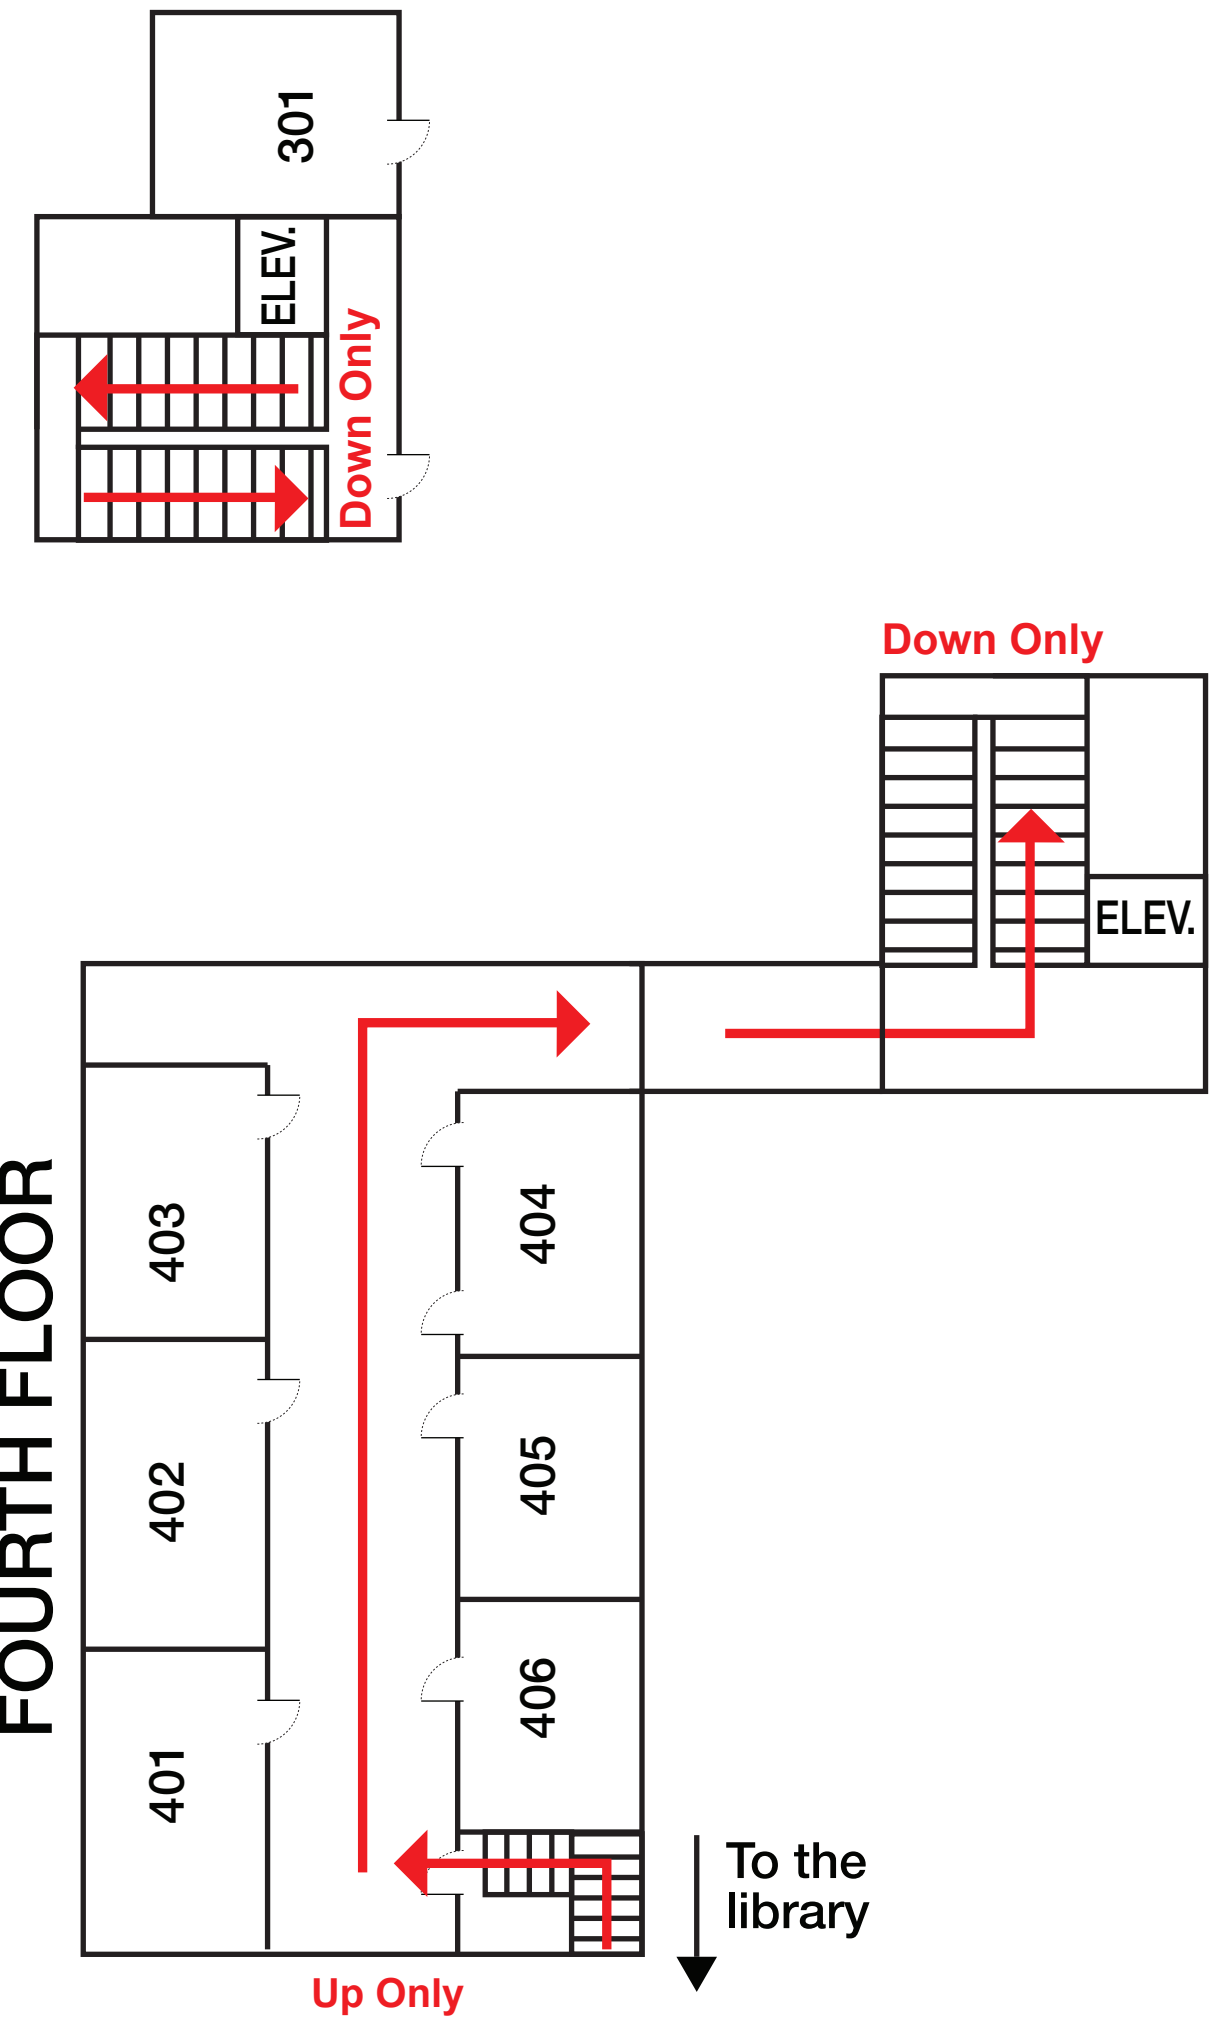 301
ELEV.
Down Only
Down Only
ELEV.
FOURTH FLOOR
403
404
402
405
401
406
To the
library
Up Only